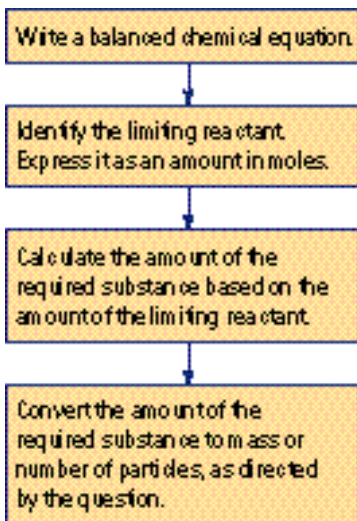 Write a balanced chemical equation.
Identify the limiting reactant.
Express it as an amount in moles.
Calculate the amount of the
required substance based on the
amount of the limiting reactant.
Convert the amount of the
required substance to mass or
number of particles, as directed
by the question.